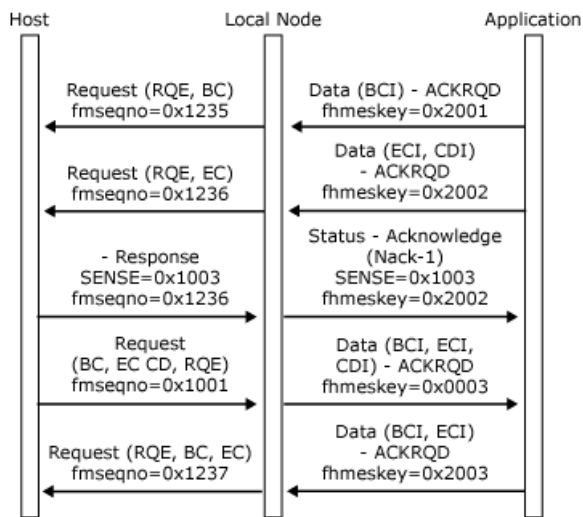 Host
Local Node
Application
Request (RQE, BC)
fmseqno=0x1235
Data (BCI) - ACKRQD
fhmeskey=0x2001
Request (RQE, EC)
fmseqno=0x1236
Data (ECI, CDI)
- ACKRQD
fhmeskey=0x2002
- Response
SENSE=0x1003
fmseqno=0x1236
Status - Acknowledge
(Nack-1)
SENSE=0x1003
fhmeskey=0x2002
Request
(BC, EC CD, RQE)
fmseqno=0x1001
Data (BCI, ECI,
CDI) - ACKRQD
fhmeskey=0x0003
Request (RQE, BC, EC)
fmseqno=0x1237
Data (BCI, ECI)
- ACKRQD
fhmeskey=0x2003